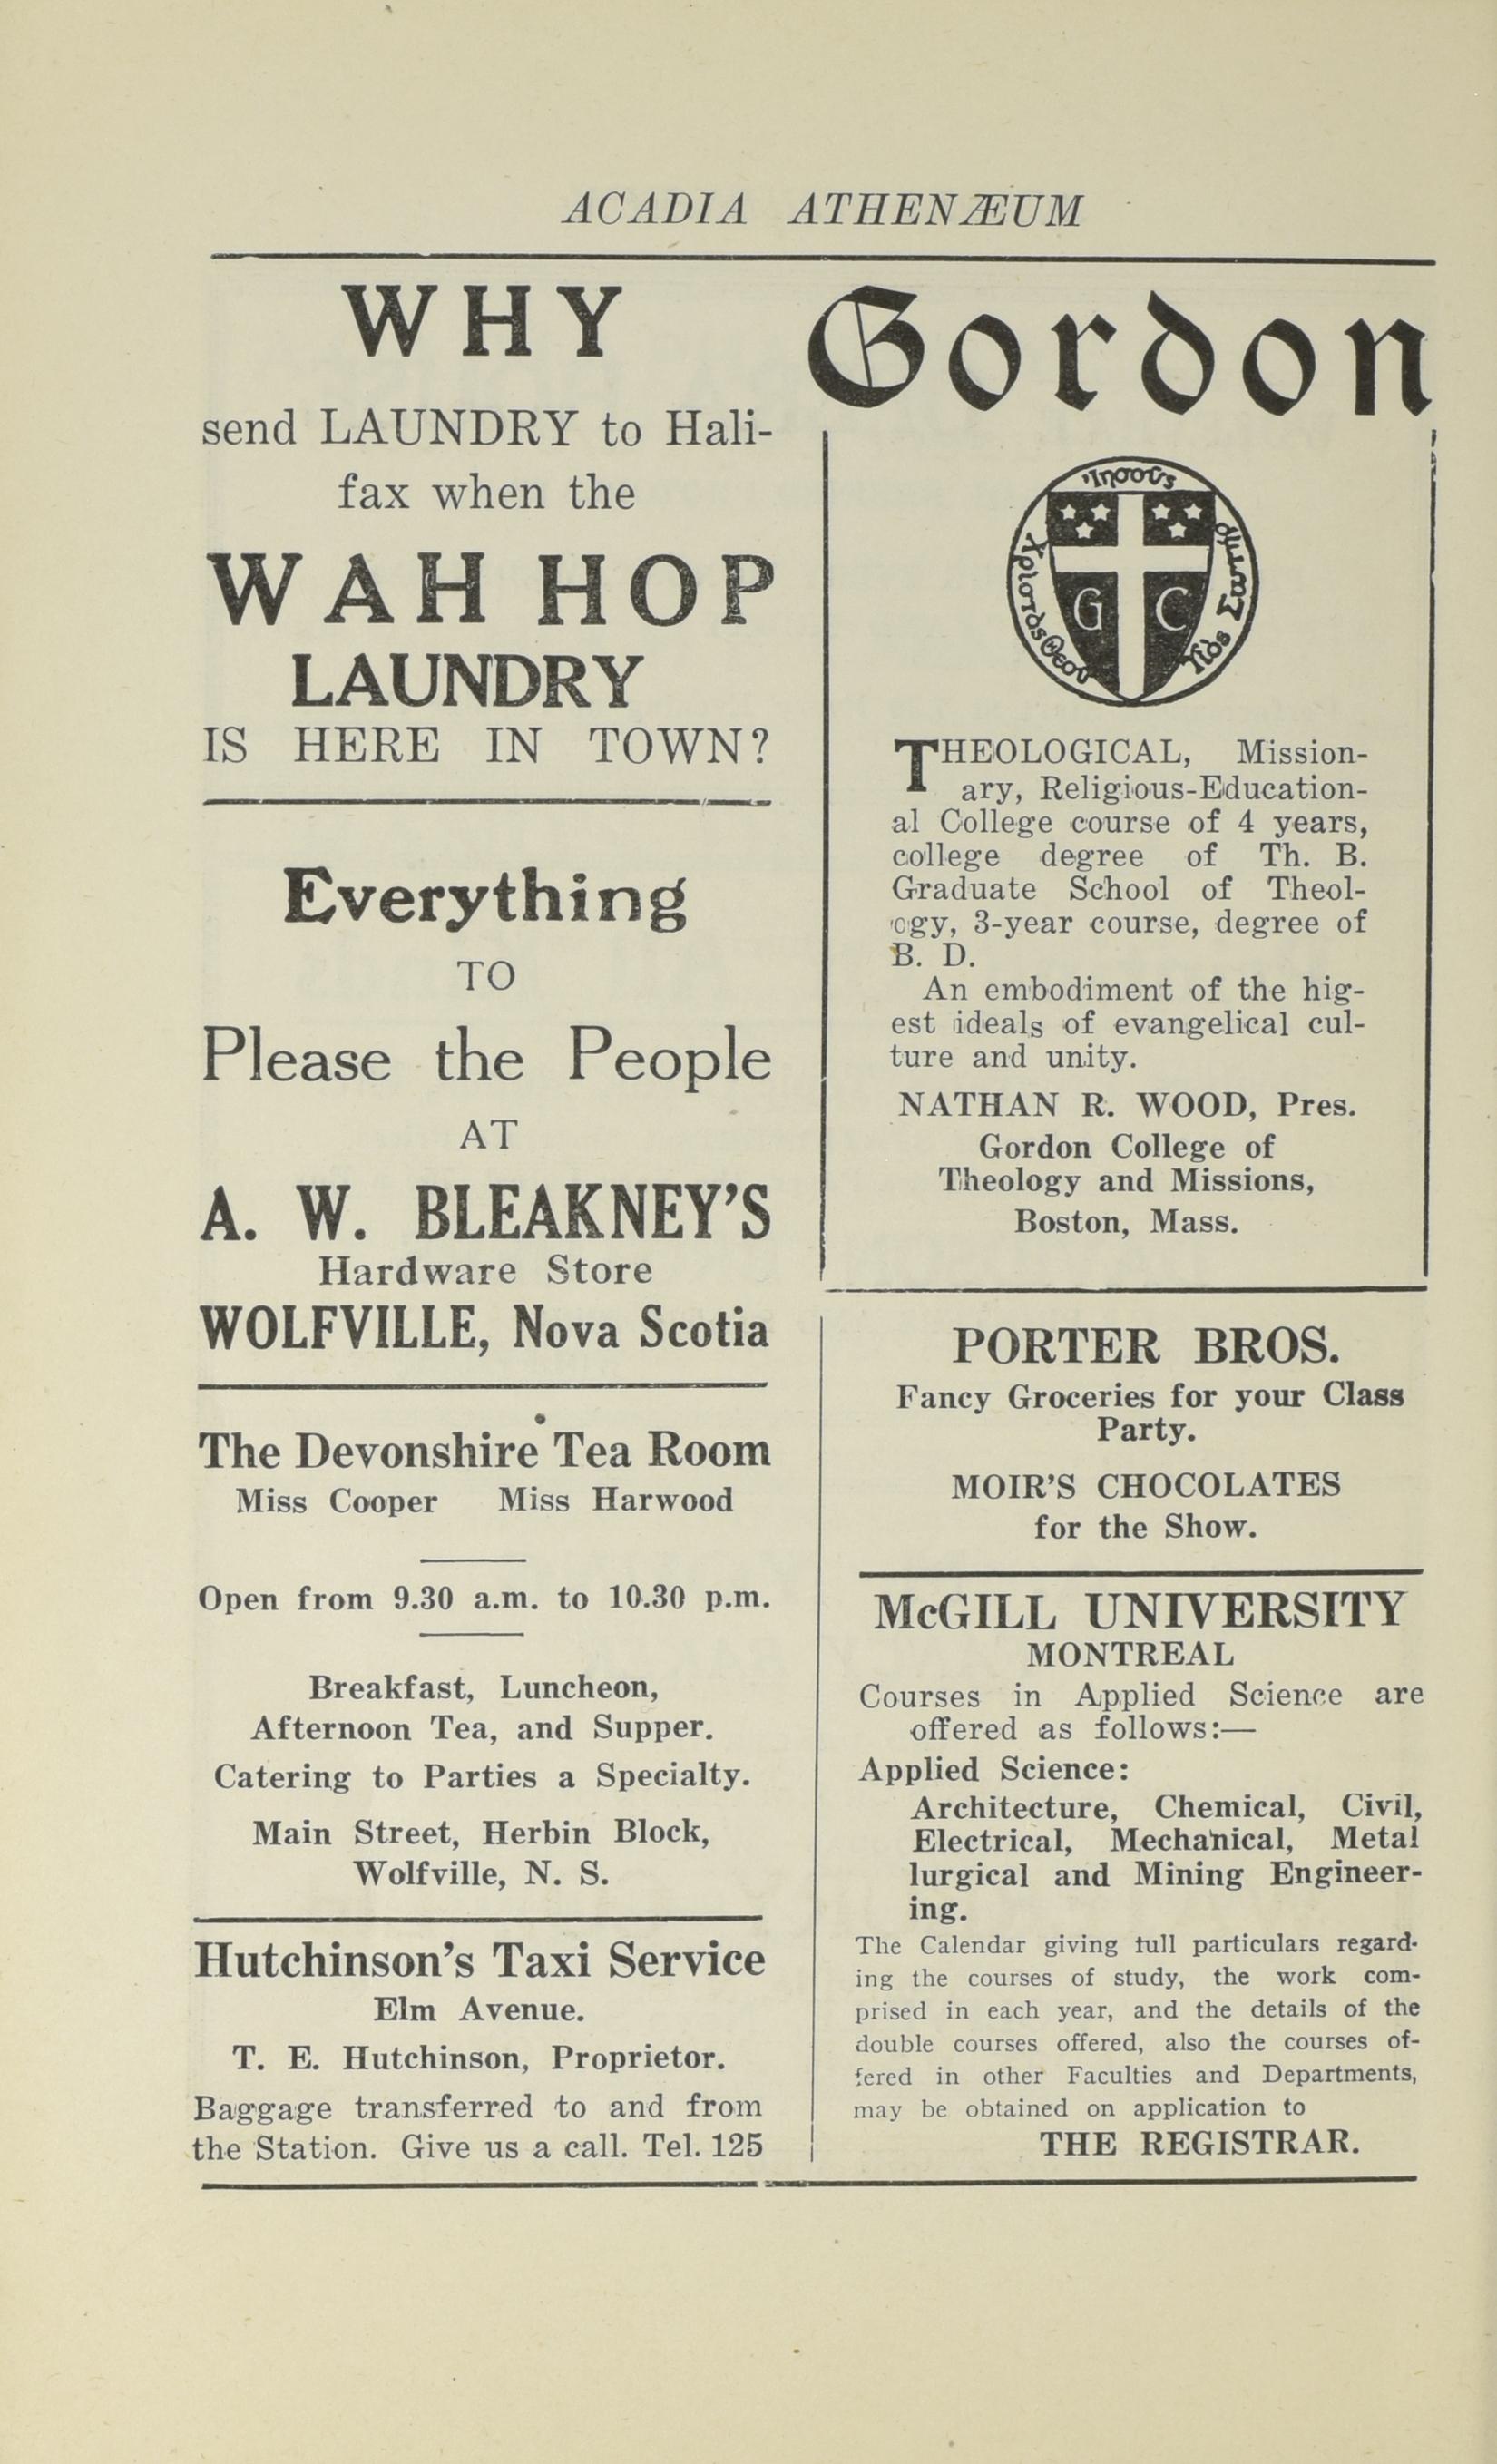 ACADIA ATHENÆUM
WHY
send LAUNDRY to Hali-
fax when the
WAH HOP
LAUNDRY
IS HERE IN TOWN?
Everything
TO
Please the People
AT
A. W. BLEAKNEY'S
Hardware Store
WOLFVILLE, Nova Scotia
The Devonshire Tea Room
Miss Cooper Miss Harwood
Open from 9.30 a.m. to 10.30 p.m.
Breakfast, Luncheon,
Afternoon Tea, and Supper.
Catering to Parties a Specialty.
Main Street, Herbin Block,
Wolfville, N. S.
Hutchinson's Taxi Service
Elm Avenue.
T. E. Hutchinson, Proprietor.
Baggage transferred to and from
the Station. Give us a call. Tel. 125
Gordon
Ἰησοῦς
Χριστὸς Θεοῦ
Υἱὸς Σωτήρ
G C
THEOLOGICAL, Mission-
ary, Religious-Education-
al College course of 4 years,
college degree of Th. B.
Graduate School of Theol-
ogy, 3-year course, degree of
B. D.
An embodiment of the hig-
est ideals of evangelical cul-
ture and unity.
NATHAN R. WOOD, Pres.
Gordon College of
Theology and Missions,
Boston, Mass.
PORTER BROS.
Fancy Groceries for your Class
Party.
MOIR'S CHOCOLATES
for the Show.
McGILL UNIVERSITY
MONTREAL
Courses in Applied Science are
offered as follows:—
Applied Science:
Architecture, Chemical, Civil,
Electrical, Mechanical, Metal
lurgical and Mining Engineer-
ing.
The Calendar giving full particulars regard-
ing the courses of study, the work com-
prised in each year, and the details of the
double courses offered, also the courses of-
fered in other Faculties and Departments,
may be obtained on application to
THE REGISTRAR.